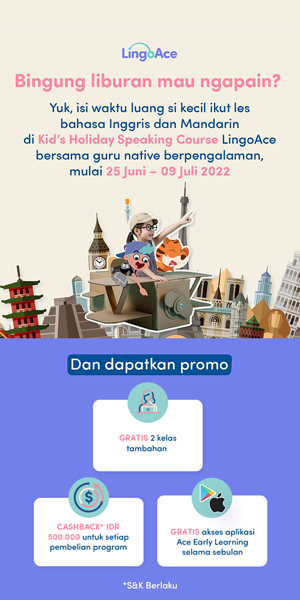 LingoAce
Bingung liburan mau ngapain?
Yuk, isi waktu luang si kecil ikut les
bahasa Inggris dan Mandarin
di Kid's Holiday Speaking Course LingoAce
bersama guru native berpengalaman,
mulai 25 Juni – 09 Juli 2022
Dan dapatkan promo
GRATIS 2 kelas
tambahan
CASHBACK* IDR
500.000 untuk setiap
pembelian program
GRATIS akses aplikasi
Ace Early Learning
selama sebulan
*S&K Berlaku